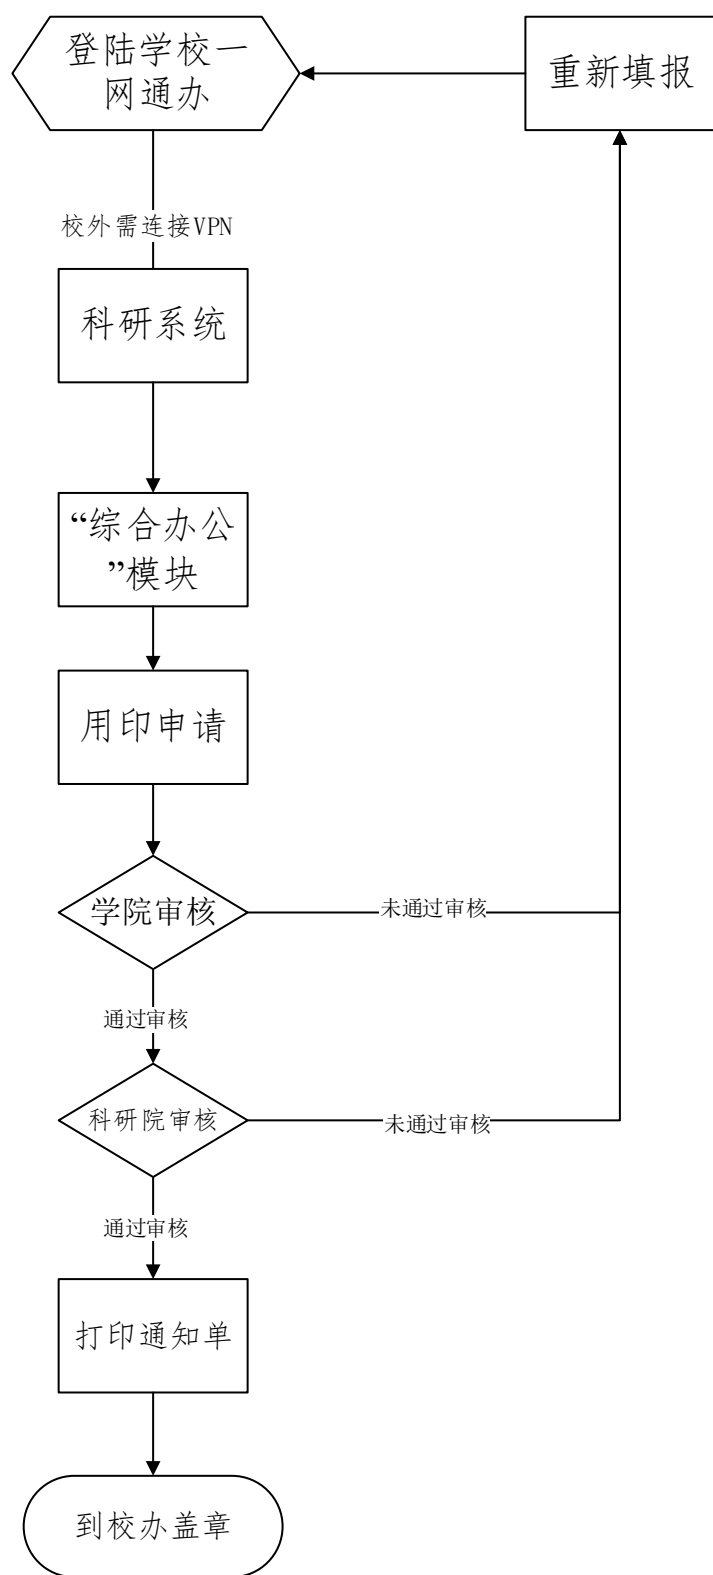 登陆学校一
网通办
重新填报
校外需连接VPN
科研系统
“综合办公
”模块
用印申请
学院审核
未通过审核
通过审核
科研院审核
未通过审核
通过审核
打印通知单
到校办盖章